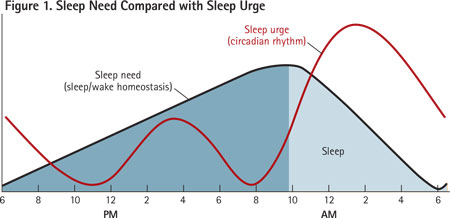 Figure 1. Sleep Need Compared with Sleep Urge
Sleep urge
(circadian rhythm)
Sleep need
(sleep/wake homeostasis)
Sleep
6 8 10 12 2 4 6 8 10 12 2 4 6
PM AM